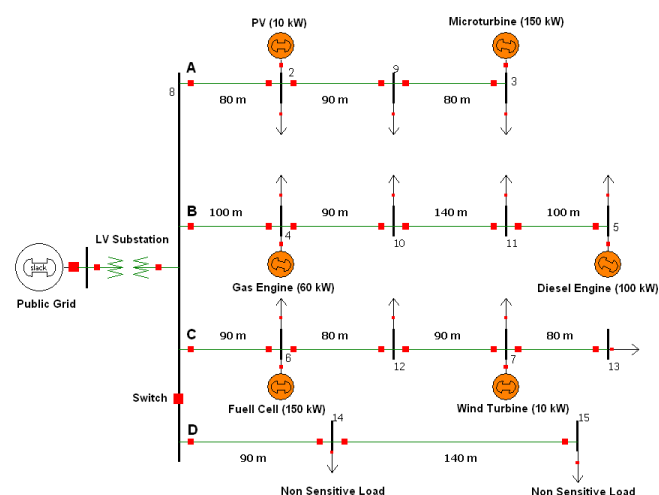 PV (10 kW)
Microturbine (150 kW)
A
2
9
3
8
80 m
90 m
80 m
B
100 m
90 m
140 m
100 m
4
10
11
5
LV Substation
slack
Public Grid
Gas Engine (60 kW)
Diesel Engine (100 kW)
C
90 m
80 m
90 m
80 m
6
12
7
13
Switch
Fuell Cell (150 kW)
Wind Turbine (10 kW)
14
15
D
90 m
140 m
Non Sensitive Load
Non Sensitive Load